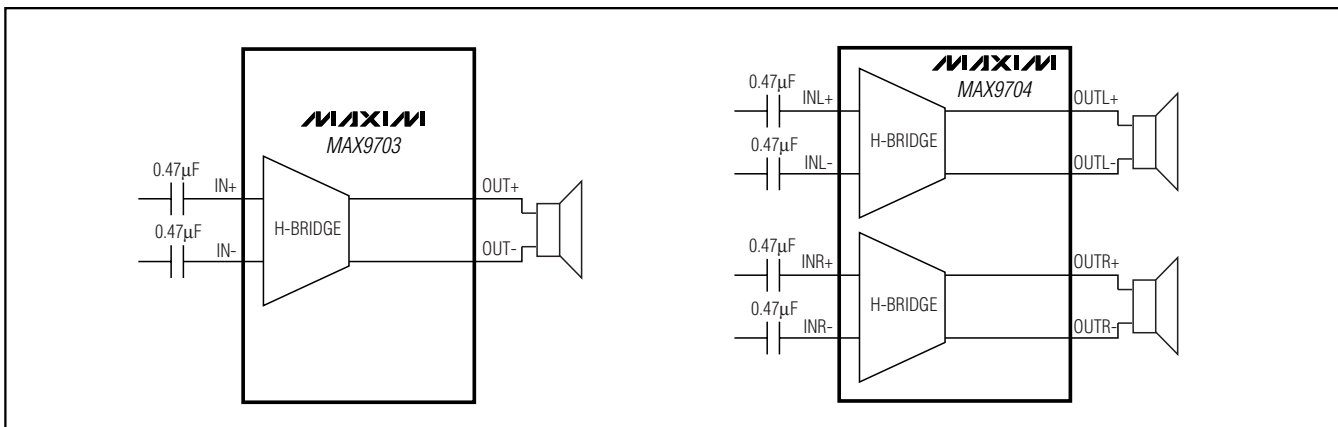 MAXIM
MAX9703
0.47μF
IN+
0.47μF
IN-
H-BRIDGE
OUT+
OUT-
MAXIM
MAX9704
0.47μF
INL+
0.47μF
INL-
H-BRIDGE
OUTL+
OUTL-
0.47μF
INR+
0.47μF
INR-
H-BRIDGE
OUTR+
OUTR-